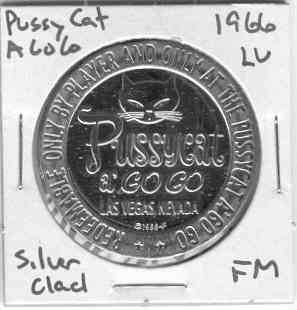 Pussy Cat
A GO GO
1966
LV
REDEEMABLE ONLY BY PLAYER AND ONLY AT THE PUSSYCAT A' GO GO
Pussycat
a' GO GO
LAS VEGAS, NEVADA
Silver
Clad
FM